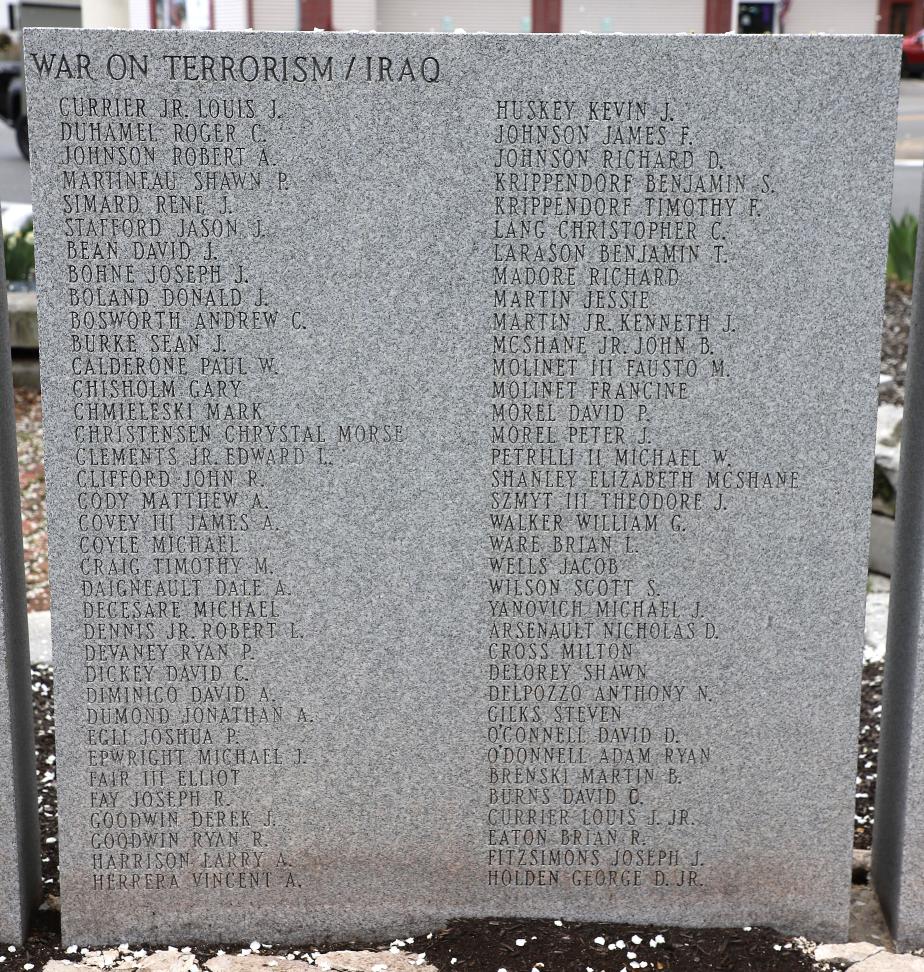 WAR ON TERRORISM / IRAQ
CURRIER JR. LOUIS J.
DUHAMEL ROGER C.
JOHNSON ROBERT A.
MARTINEAU SHAWN P.
SIMARD RENE J.
STAFFORD JASON J.
BEAN DAVID J.
BOHNE JOSEPH J.
BOLAND DONALD J.
BOSWORTH ANDREW C.
BURKE SEAN J.
CALDERONE PAUL W.
CHISHOLM GARY
CHMIELESKI MARK
CHRISTENSEN CHRYSTAL MORSE
CLEMENTS JR. EDWARD L.
CLIFFORD JOHN R.
CODY MATTHEW A.
COVEY III JAMES A.
COYLE MICHAEL
CRAIG TIMOTHY M.
DAIGNEAULT DALE A.
DECESARE MICHAEL
DENNIS JR. ROBERT L.
DEVANEY RYAN P.
DICKEY DAVID C.
DIMINICO DAVID A.
DUMOND JONATHAN A.
EGLI JOSHUA P.
EPWRIGHT MICHAEL J.
FAIR III ELLIOT
FAY JOSEPH R.
GOODWIN DEREK J.
GOODWIN RYAN R.
HARRISON LARRY A.
HERRERA VINCENT A.
HUSKEY KEVIN J.
JOHNSON JAMES F.
JOHNSON RICHARD D.
KRIPPENDORF BENJAMIN S.
KRIPPENDORF TIMOTHY F.
LANG CHRISTOPHER C.
LARASON BENJAMIN T.
MADORE RICHARD
MARTIN JESSIE
MARTIN JR. KENNETH J.
MCSHANE JR. JOHN B.
MOLINET III FAUSTO M.
MOLINET FRANCINE
MOREL DAVID P.
MOREL PETER J.
PETRILLI II MICHAEL W.
SHANLEY ELIZABETH MCSHANE
SZMYT III THEODORE J.
WALKER WILLIAM G.
WARE BRIAN L.
WELLS JACOB
WILSON SCOTT S.
YANOVICH MICHAEL J.
ARSENAULT NICHOLAS D.
CROSS MILTON
DELOREY SHAWN
DELPOZZO ANTHONY N.
GILKS STEVEN
O'CONNELL DAVID D.
O'DONNELL ADAM RYAN
BRENSKI MARTIN B.
BURNS DAVID C.
CURRIER LOUIS J. JR.
EATON BRIAN R.
FITZSIMONS JOSEPH J.
HOLDEN GEORGE D. JR.